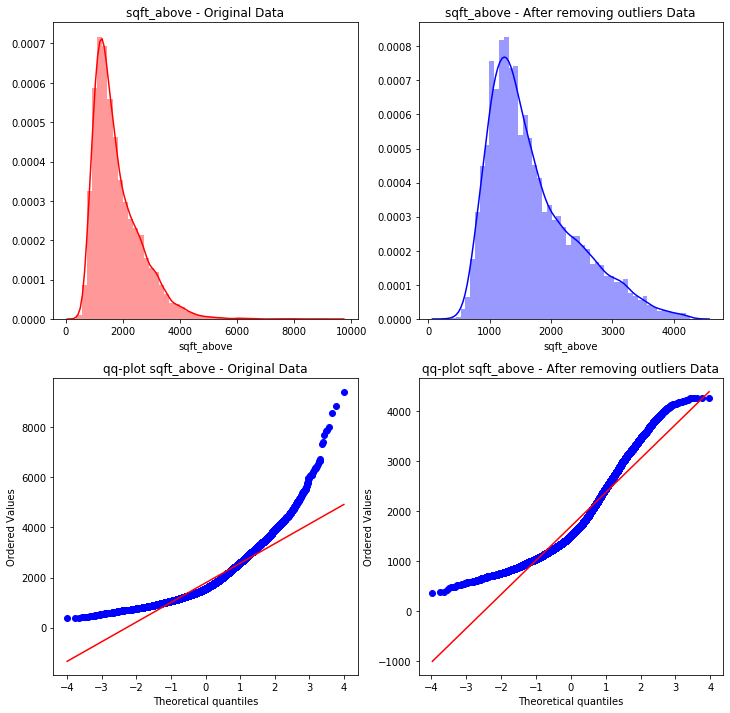 sqft_above - Original Data
0.0007
0.0006
0.0005
0.0004
0.0003
0.0002
0.0001
0.0000
0 2000 4000 6000 8000 10000
sqft_above
sqft_above - After removing outliers Data
0.0008
0.0007
0.0006
0.0005
0.0004
0.0003
0.0002
0.0001
0.0000
0 1000 2000 3000 4000
sqft_above
qq-plot sqft_above - Original Data
Ordered Values
8000
6000
4000
2000
0
−4 −3 −2 −1 0 1 2 3 4
Theoretical quantiles
qq-plot sqft_above - After removing outliers Data
Ordered Values
4000
3000
2000
1000
0
−1000
−4 −3 −2 −1 0 1 2 3 4
Theoretical quantiles